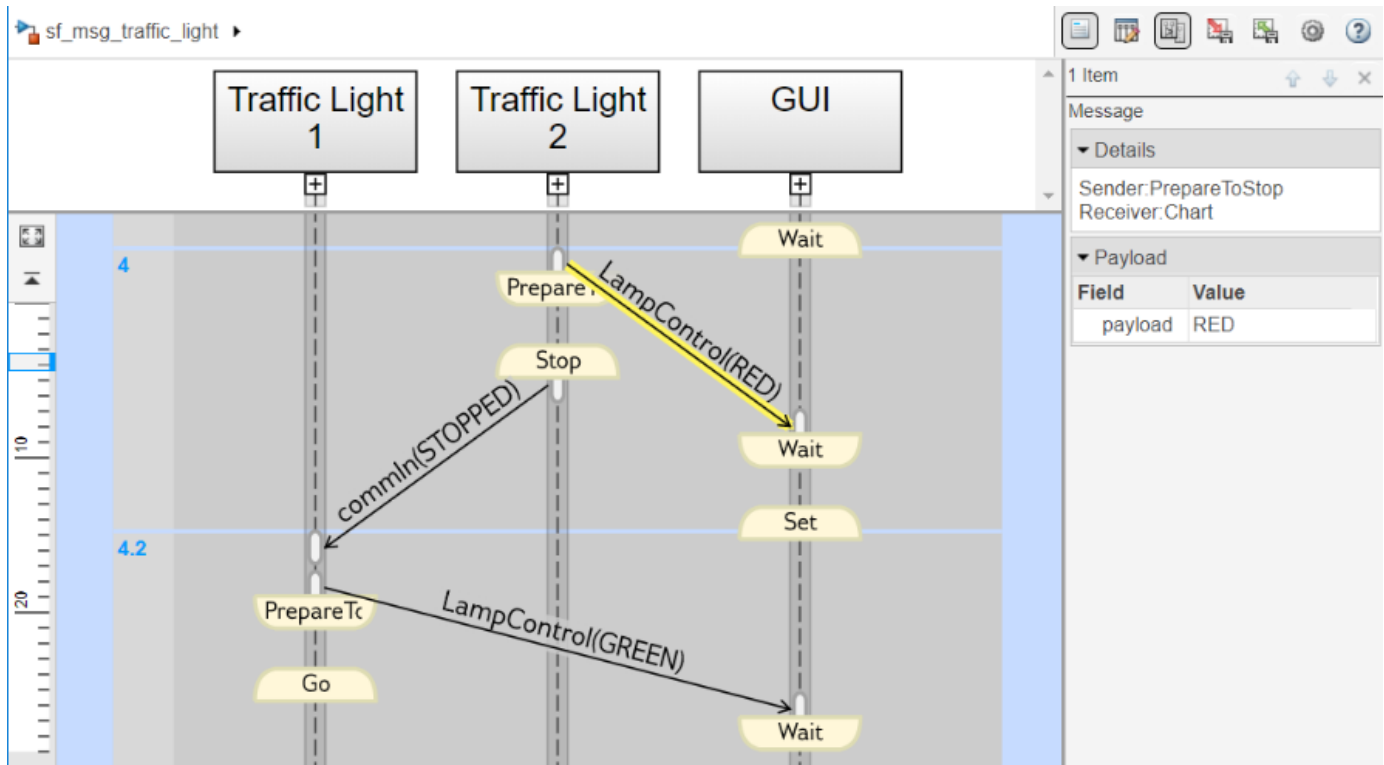 sf_msg_traffic_light
1 Item
Message
Details
Sender:PrepareToStop
Receiver:Chart
Payload
Field Value
payload RED
Traffic Light
1
Traffic Light
2
GUI
Wait
4
PrepareT
LampControl(RED)
Stop
commIn(STOPPED)
10
Wait
Set
4.2
20
PrepareTo
LampControl(GREEN)
Go
Wait